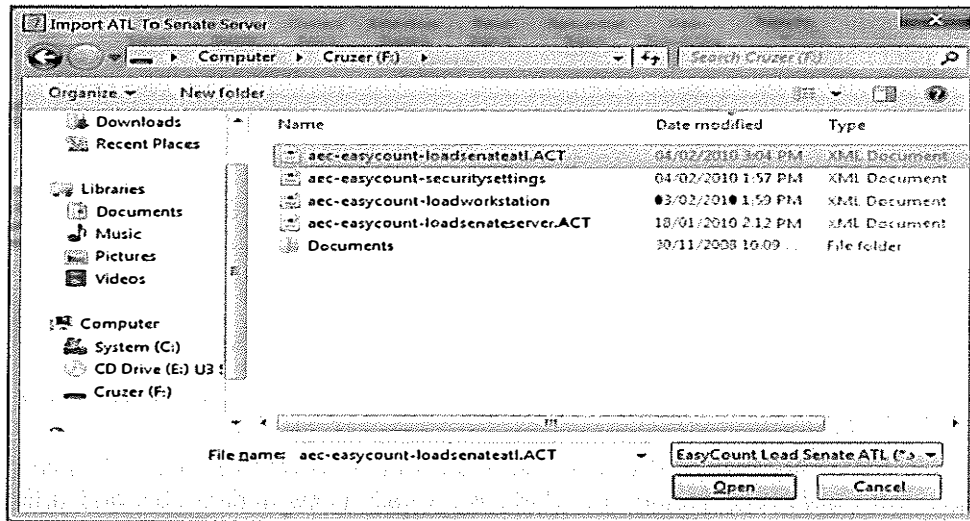 Import ATL To Senate Server
Computer Cruzer (F:) Search Cruzer (F:)
Organize New folder
Downloads
Recent Places
Libraries
Documents
Music
Pictures
Videos
Computer
System (C:)
CD Drive (E:) U3
Cruzer (F:)
Name Date modified Type
aec-easycount-loadsenateatl.ACT 04/02/2010 3:04 PM XML Document
aec-easycount-securitysettings 04/02/2010 1:57 PM XML Document
aec-easycount-loadworkstation 03/02/2010 1:59 PM XML Document
aec-easycount-loadsenateserver.ACT 18/01/2010 2:12 PM XML Document
Documents 30/11/2008 10:09 ... File folder
File name: aec-easycount-loadsenateatl.ACT EasyCount Load Senate ATL (*.a
Open Cancel